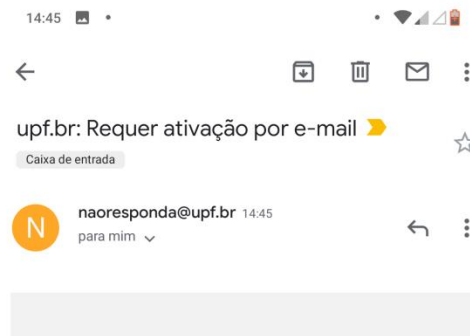 14:45
upf.br: Requer ativação por e-mail
Caixa de entrada
N
naoresponda@upf.br 14:45
para mim